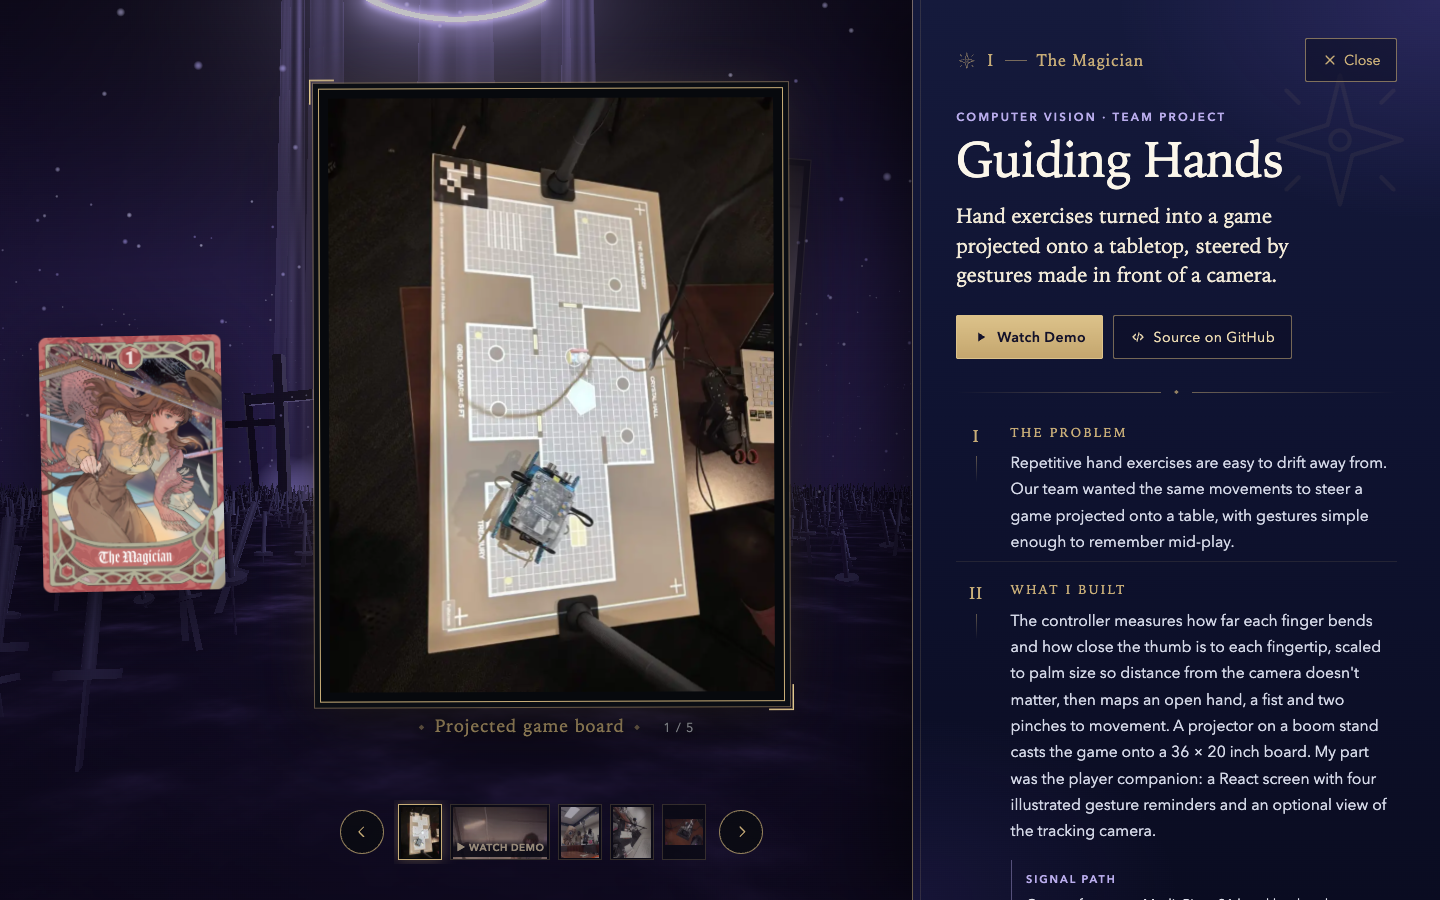 I — The Magician
× Close
COMPUTER VISION · TEAM PROJECT
Guiding Hands
Hand exercises turned into a game
projected onto a tabletop, steered by
gestures made in front of a camera.
Watch Demo
Source on GitHub
I
THE PROBLEM
Repetitive hand exercises are easy to drift away from.
Our team wanted the same movements to steer a
game projected onto a table, with gestures simple
enough to remember mid-play.
II
WHAT I BUILT
The controller measures how far each finger bends
and how close the thumb is to each fingertip, scaled
to palm size so distance from the camera doesn't
matter, then maps an open hand, a fist and two
pinches to movement. A projector on a boom stand
casts the game onto a 36 × 20 inch board. My part
was the player companion: a React screen with four
illustrated gesture reminders and an optional view of
the tracking camera.
SIGNAL PATH
1
The Magician
GRID: 1 SQUARE = 5 FT
Projected game board
1 / 5
WATCH DEMO